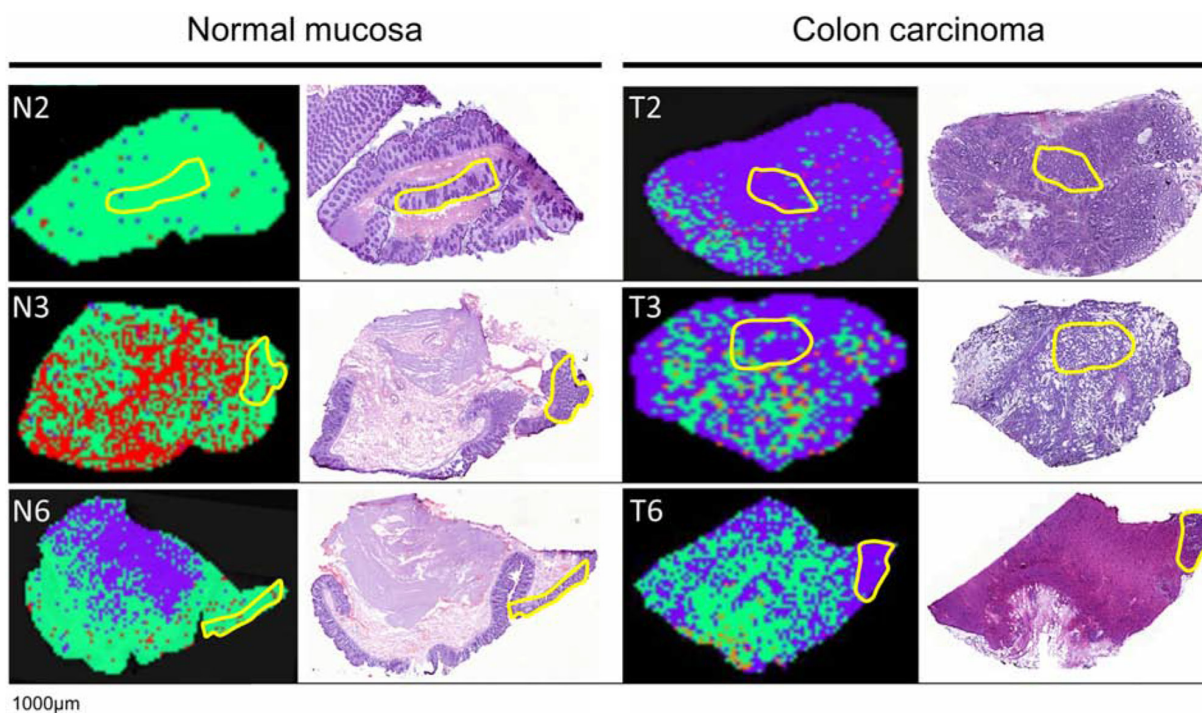 Normal mucosa
Colon carcinoma
N2
T2
N3
T3
N6
T6
1000µm